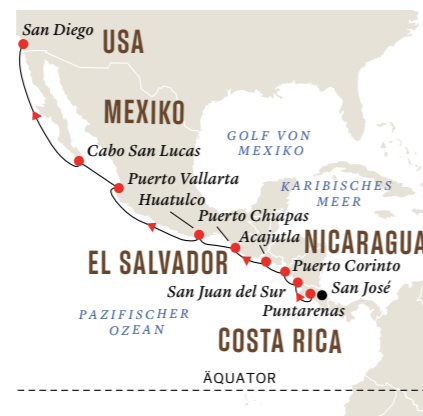 San Diego
USA
MEXIKO
GOLF VON
MEXIKO
Cabo San Lucas
Puerto Vallarta
KARIBISCHES
MEER
Huatulco
Puerto Chiapas
Acajutla
NICARAGUA
EL SALVADOR
Puerto Corinto
San Juan del Sur
San José
Puntarenas
PAZIFISCHER
OZEAN
COSTA RICA
ÄQUATOR